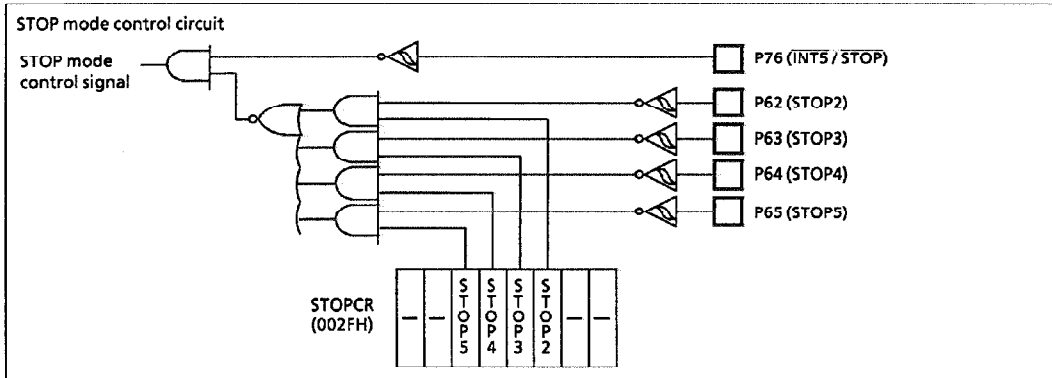 STOP mode control circuit
STOP mode
control signal
P76 (INT5 / STOP)
P62 (STOP2)
P63 (STOP3)
P64 (STOP4)
P65 (STOP5)
STOPCR
(002FH)
— — STOP5 STOP4 STOP3 STOP2 — —